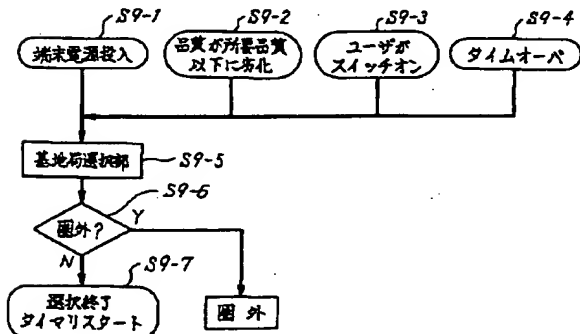 S9-1
S9-2
S9-3
S9-4
端末電源投入
品質が所要品質
以下に劣化
ユーザが
スイッチオン
タイムオーバ
基地局選択部
S9-5
S9-6
圏外?
Y
N
S9-7
選択終了
タイマリスタート
圏外